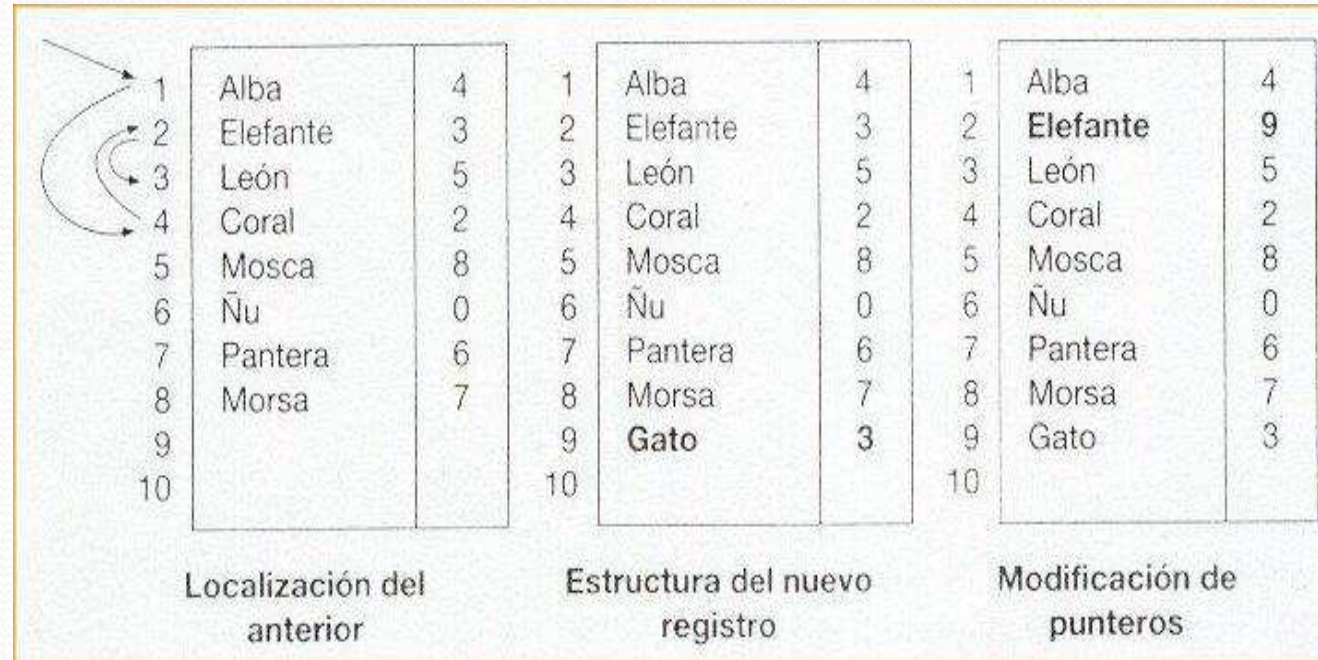 1 Alba 4
2 Elefante 3
3 León 5
4 Coral 2
5 Mosca 8
6 Ñu 0
7 Pantera 6
8 Morsa 7
9
10
Localización del
anterior
1 Alba 4
2 Elefante 3
3 León 5
4 Coral 2
5 Mosca 8
6 Ñu 0
7 Pantera 6
8 Morsa 7
9 Gato 3
10
Estructura del nuevo
registro
1 Alba 4
2 Elefante 9
3 León 5
4 Coral 2
5 Mosca 8
6 Ñu 0
7 Pantera 6
8 Morsa 7
9 Gato 3
10
Modificación de
punteros